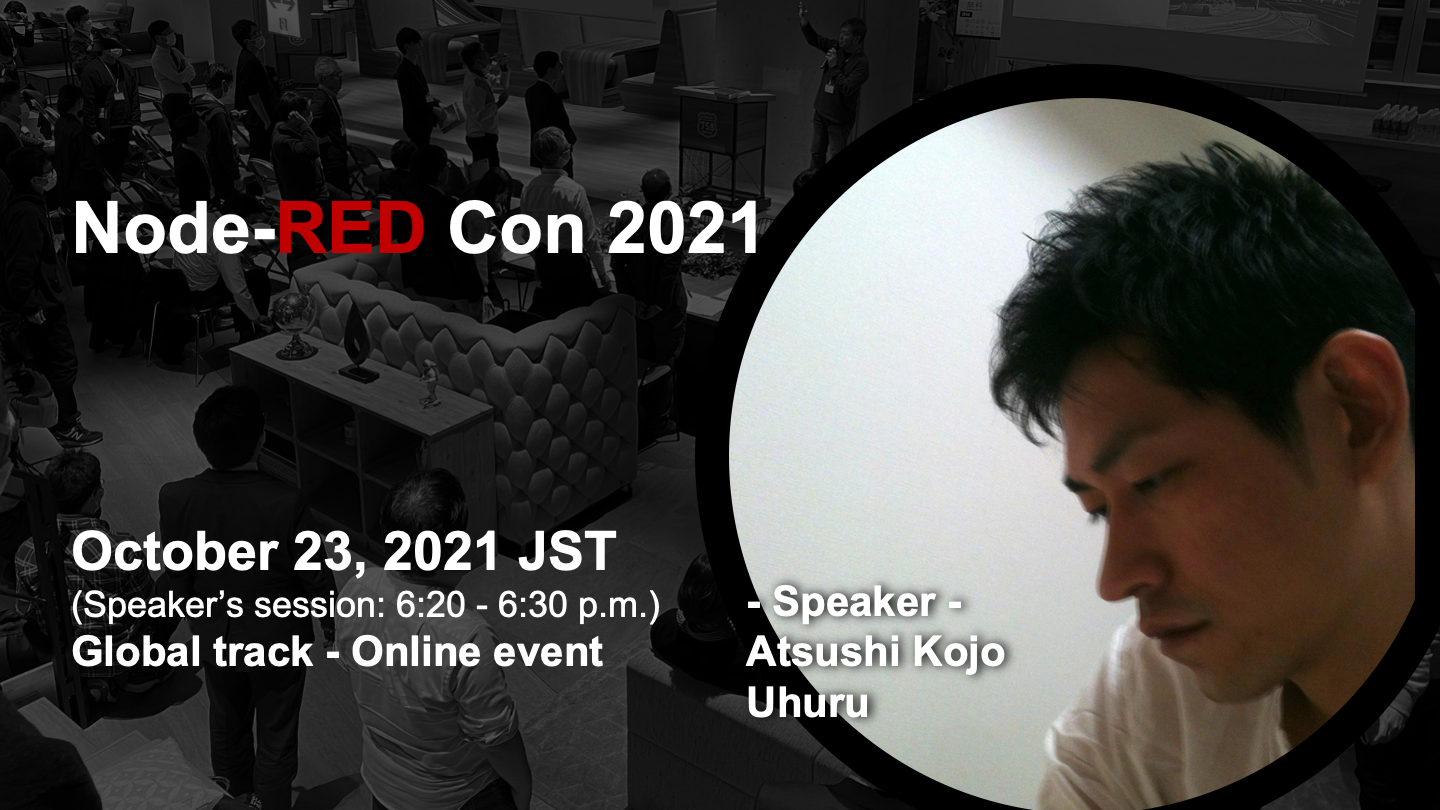 Node-RED Con 2021
October 23, 2021 JST
(Speaker’s session: 6:20 - 6:30 p.m.)
Global track - Online event
- Speaker -
Atsushi Kojo
Uhuru